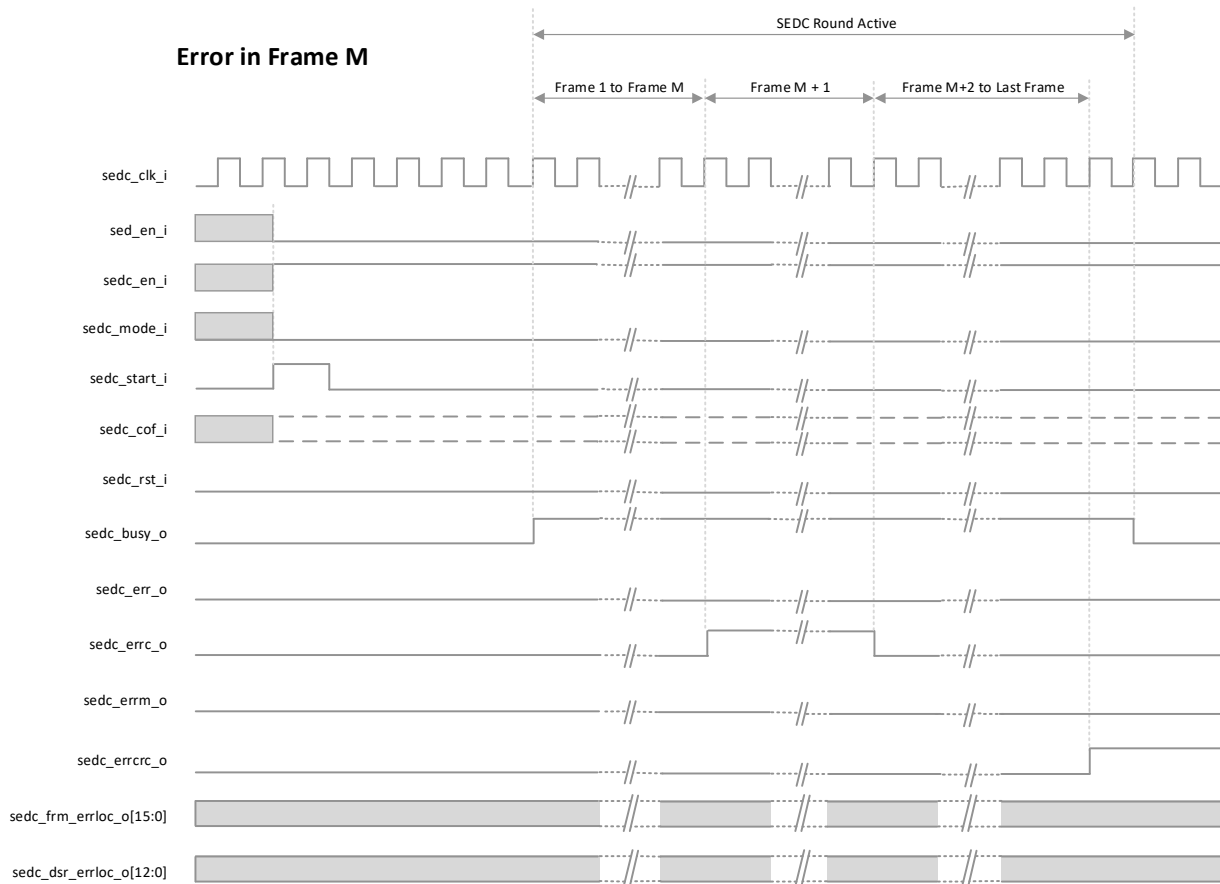 SEDC Round Active
Error in Frame M
Frame 1 to Frame M
Frame M + 1
Frame M+2 to Last Frame
sedc_clk_i
sed_en_i
sedc_en_i
sedc_mode_i
sedc_start_i
sedc_cof_i
sedc_rst_i
sedc_busy_o
sedc_err_o
sedc_errc_o
sedc_errm_o
sedc_errcrc_o
sedc_frm_errloc_o[15:0]
sedc_dsr_errloc_o[12:0]